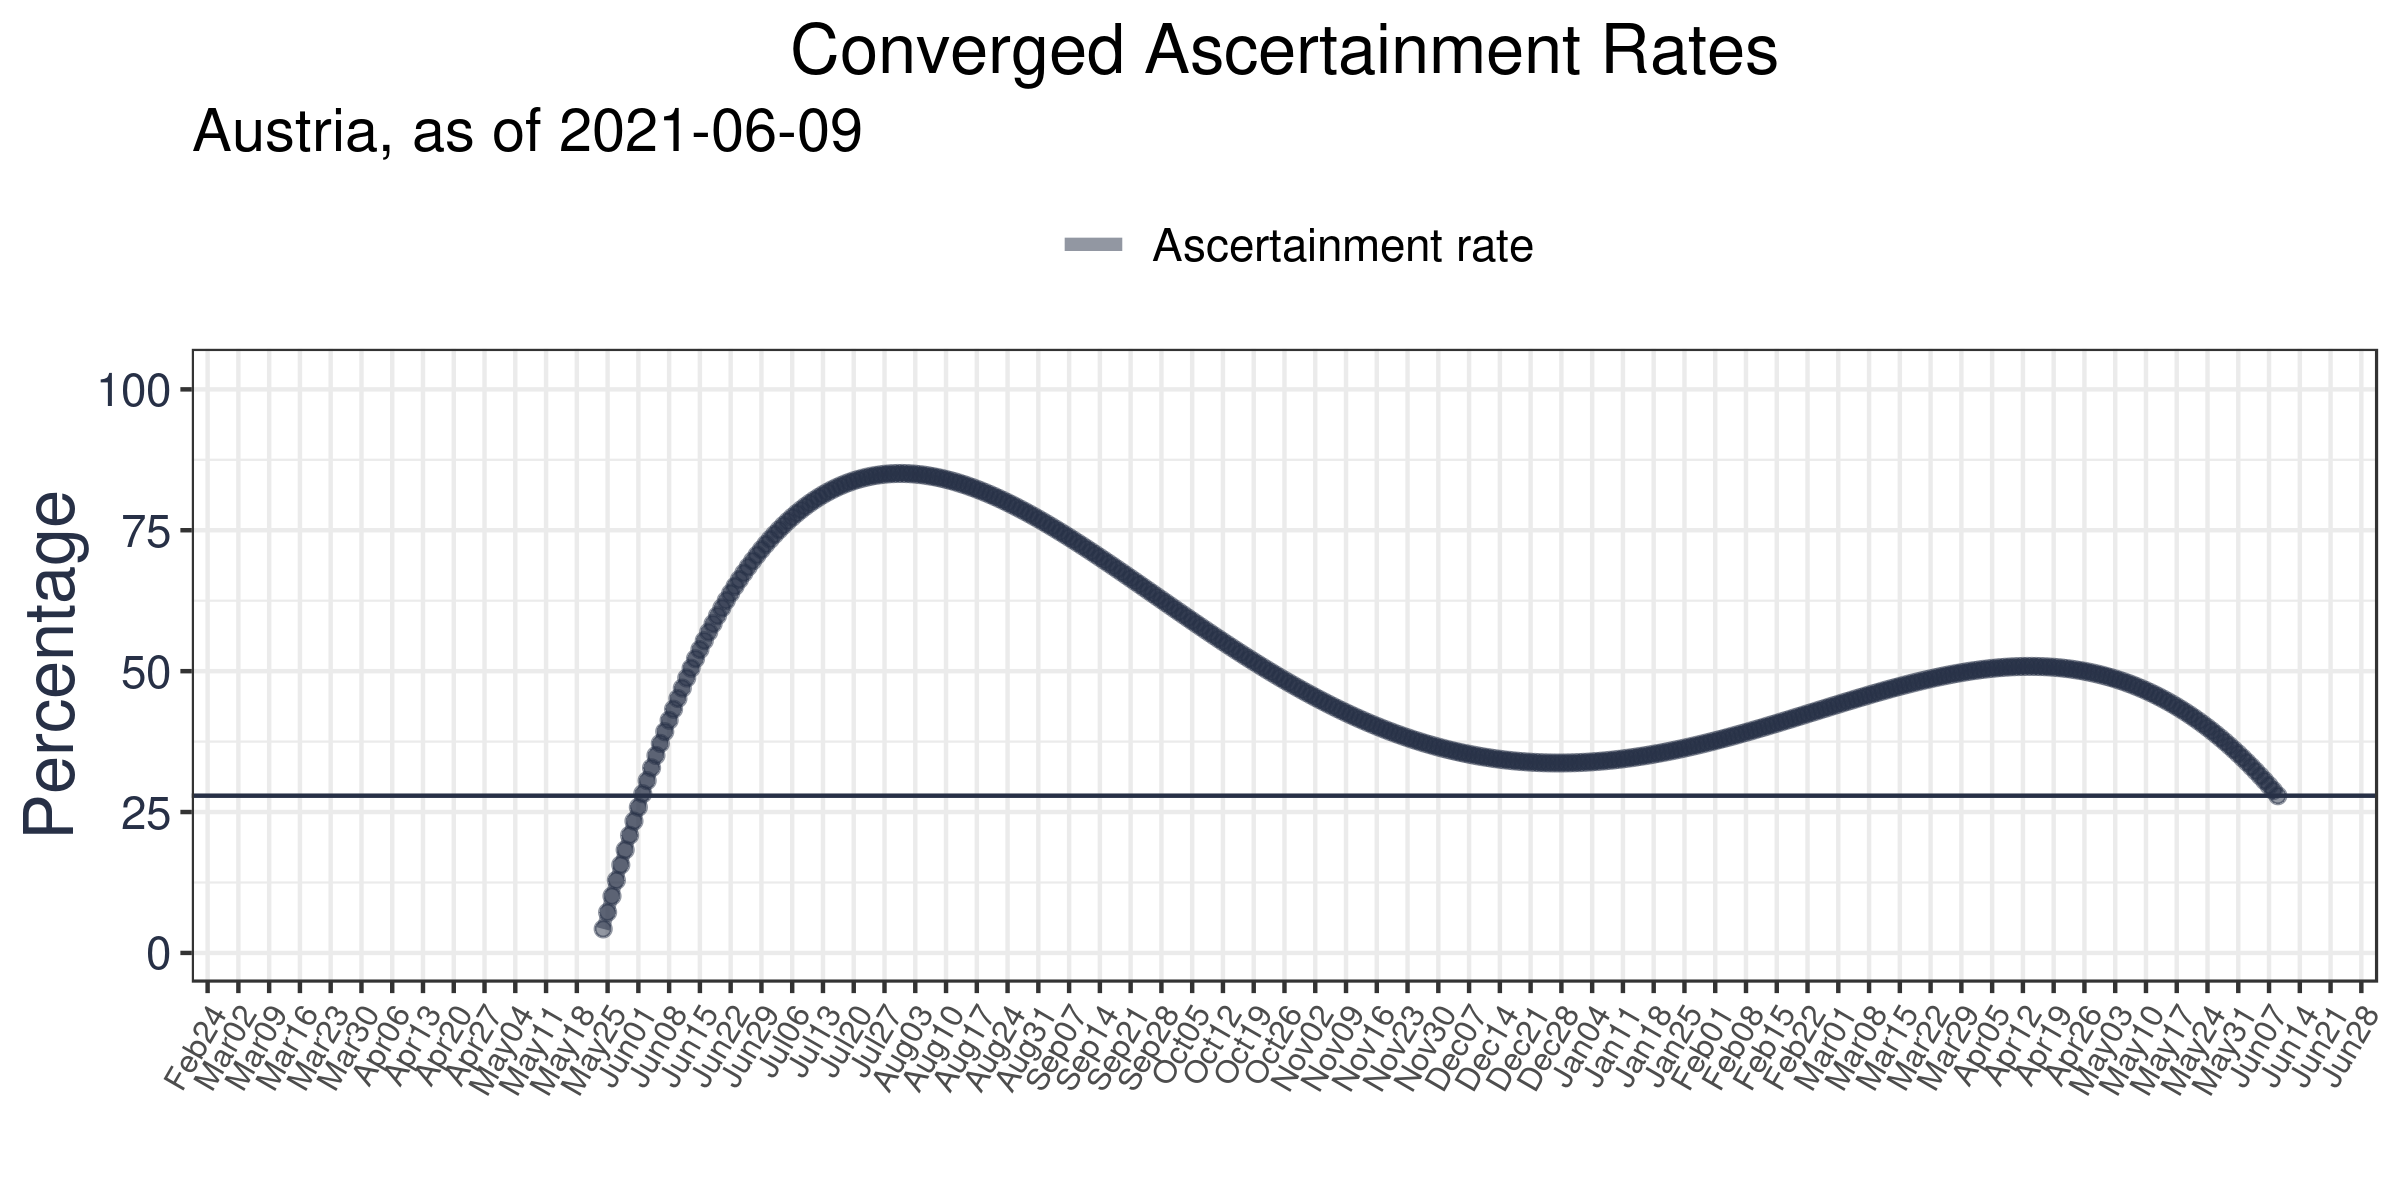 Converged Ascertainment Rates
Austria, as of 2021-06-09
Ascertainment rate
Percentage
100
75
50
25
0
Feb24 Mar02 Mar09 Mar16 Mar23 Mar30 Apr06 Apr13 Apr20 Apr27 May04 May11 May18 May25 Jun01 Jun08 Jun15 Jun22 Jun29 Jul06 Jul13 Jul20 Jul27 Aug03 Aug10 Aug17 Aug24 Aug31 Sep07 Sep14 Sep21 Sep28 Oct05 Oct12 Oct19 Oct26 Nov02 Nov09 Nov16 Nov23 Nov30 Dec07 Dec14 Dec21 Dec28 Jan04 Jan11 Jan18 Jan25 Feb01 Feb08 Feb15 Feb22 Mar01 Mar08 Mar15 Mar22 Mar29 Apr05 Apr12 Apr19 Apr26 May03 May10 May17 May24 May31 Jun07 Jun14 Jun21 Jun28